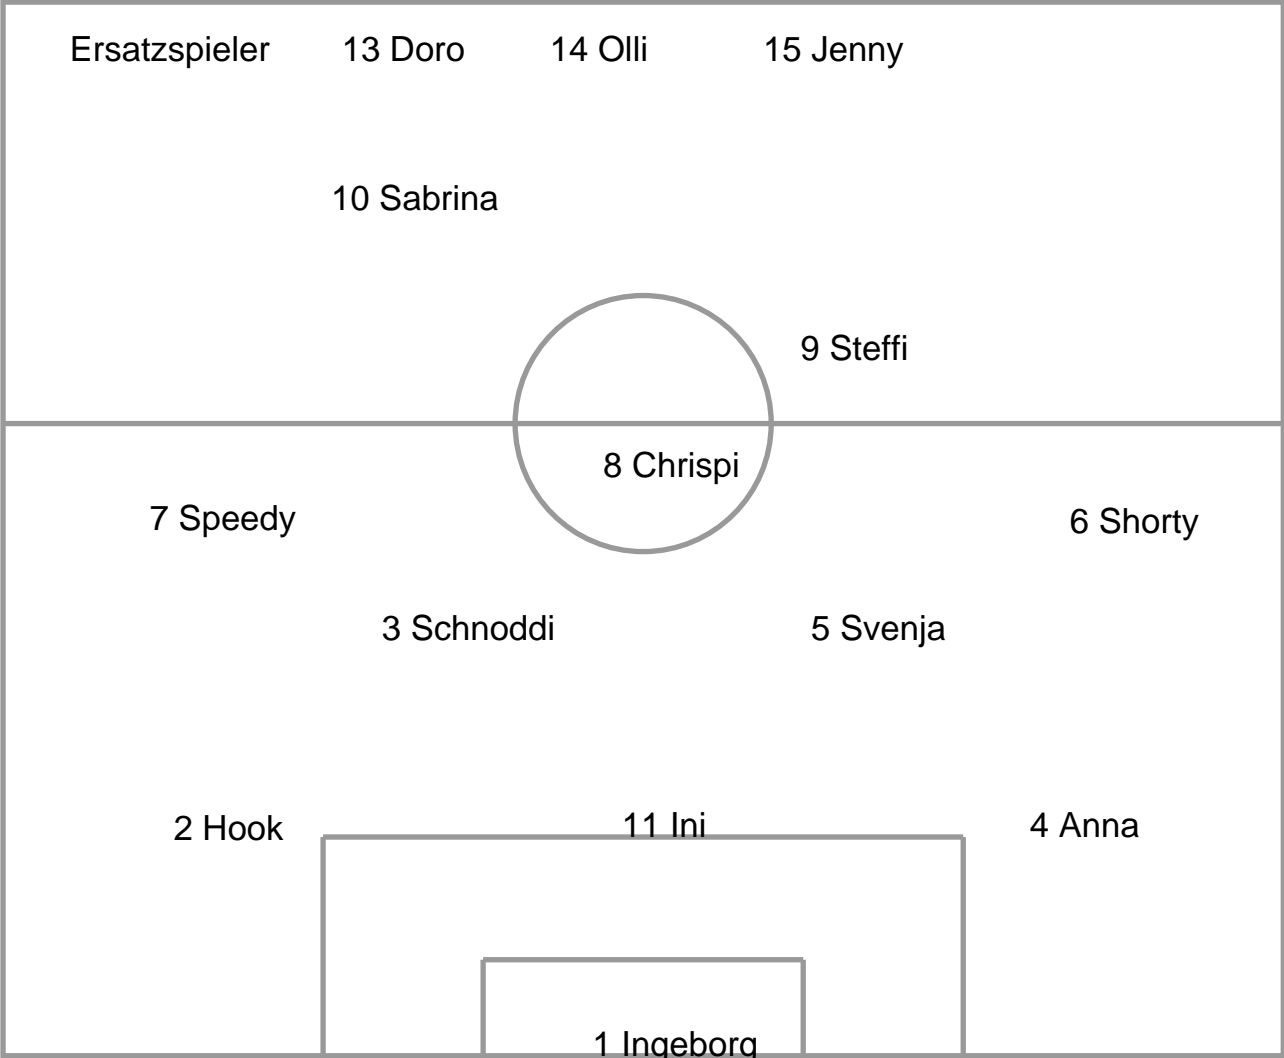 Ersatzspieler 13 Doro 14 Olli 15 Jenny
10 Sabrina
9 Steffi
8 Chrispi
7 Speedy 6 Shorty
3 Schnoddi 5 Svenja
2 Hook 11 Ini 4 Anna
1 Ingeborg